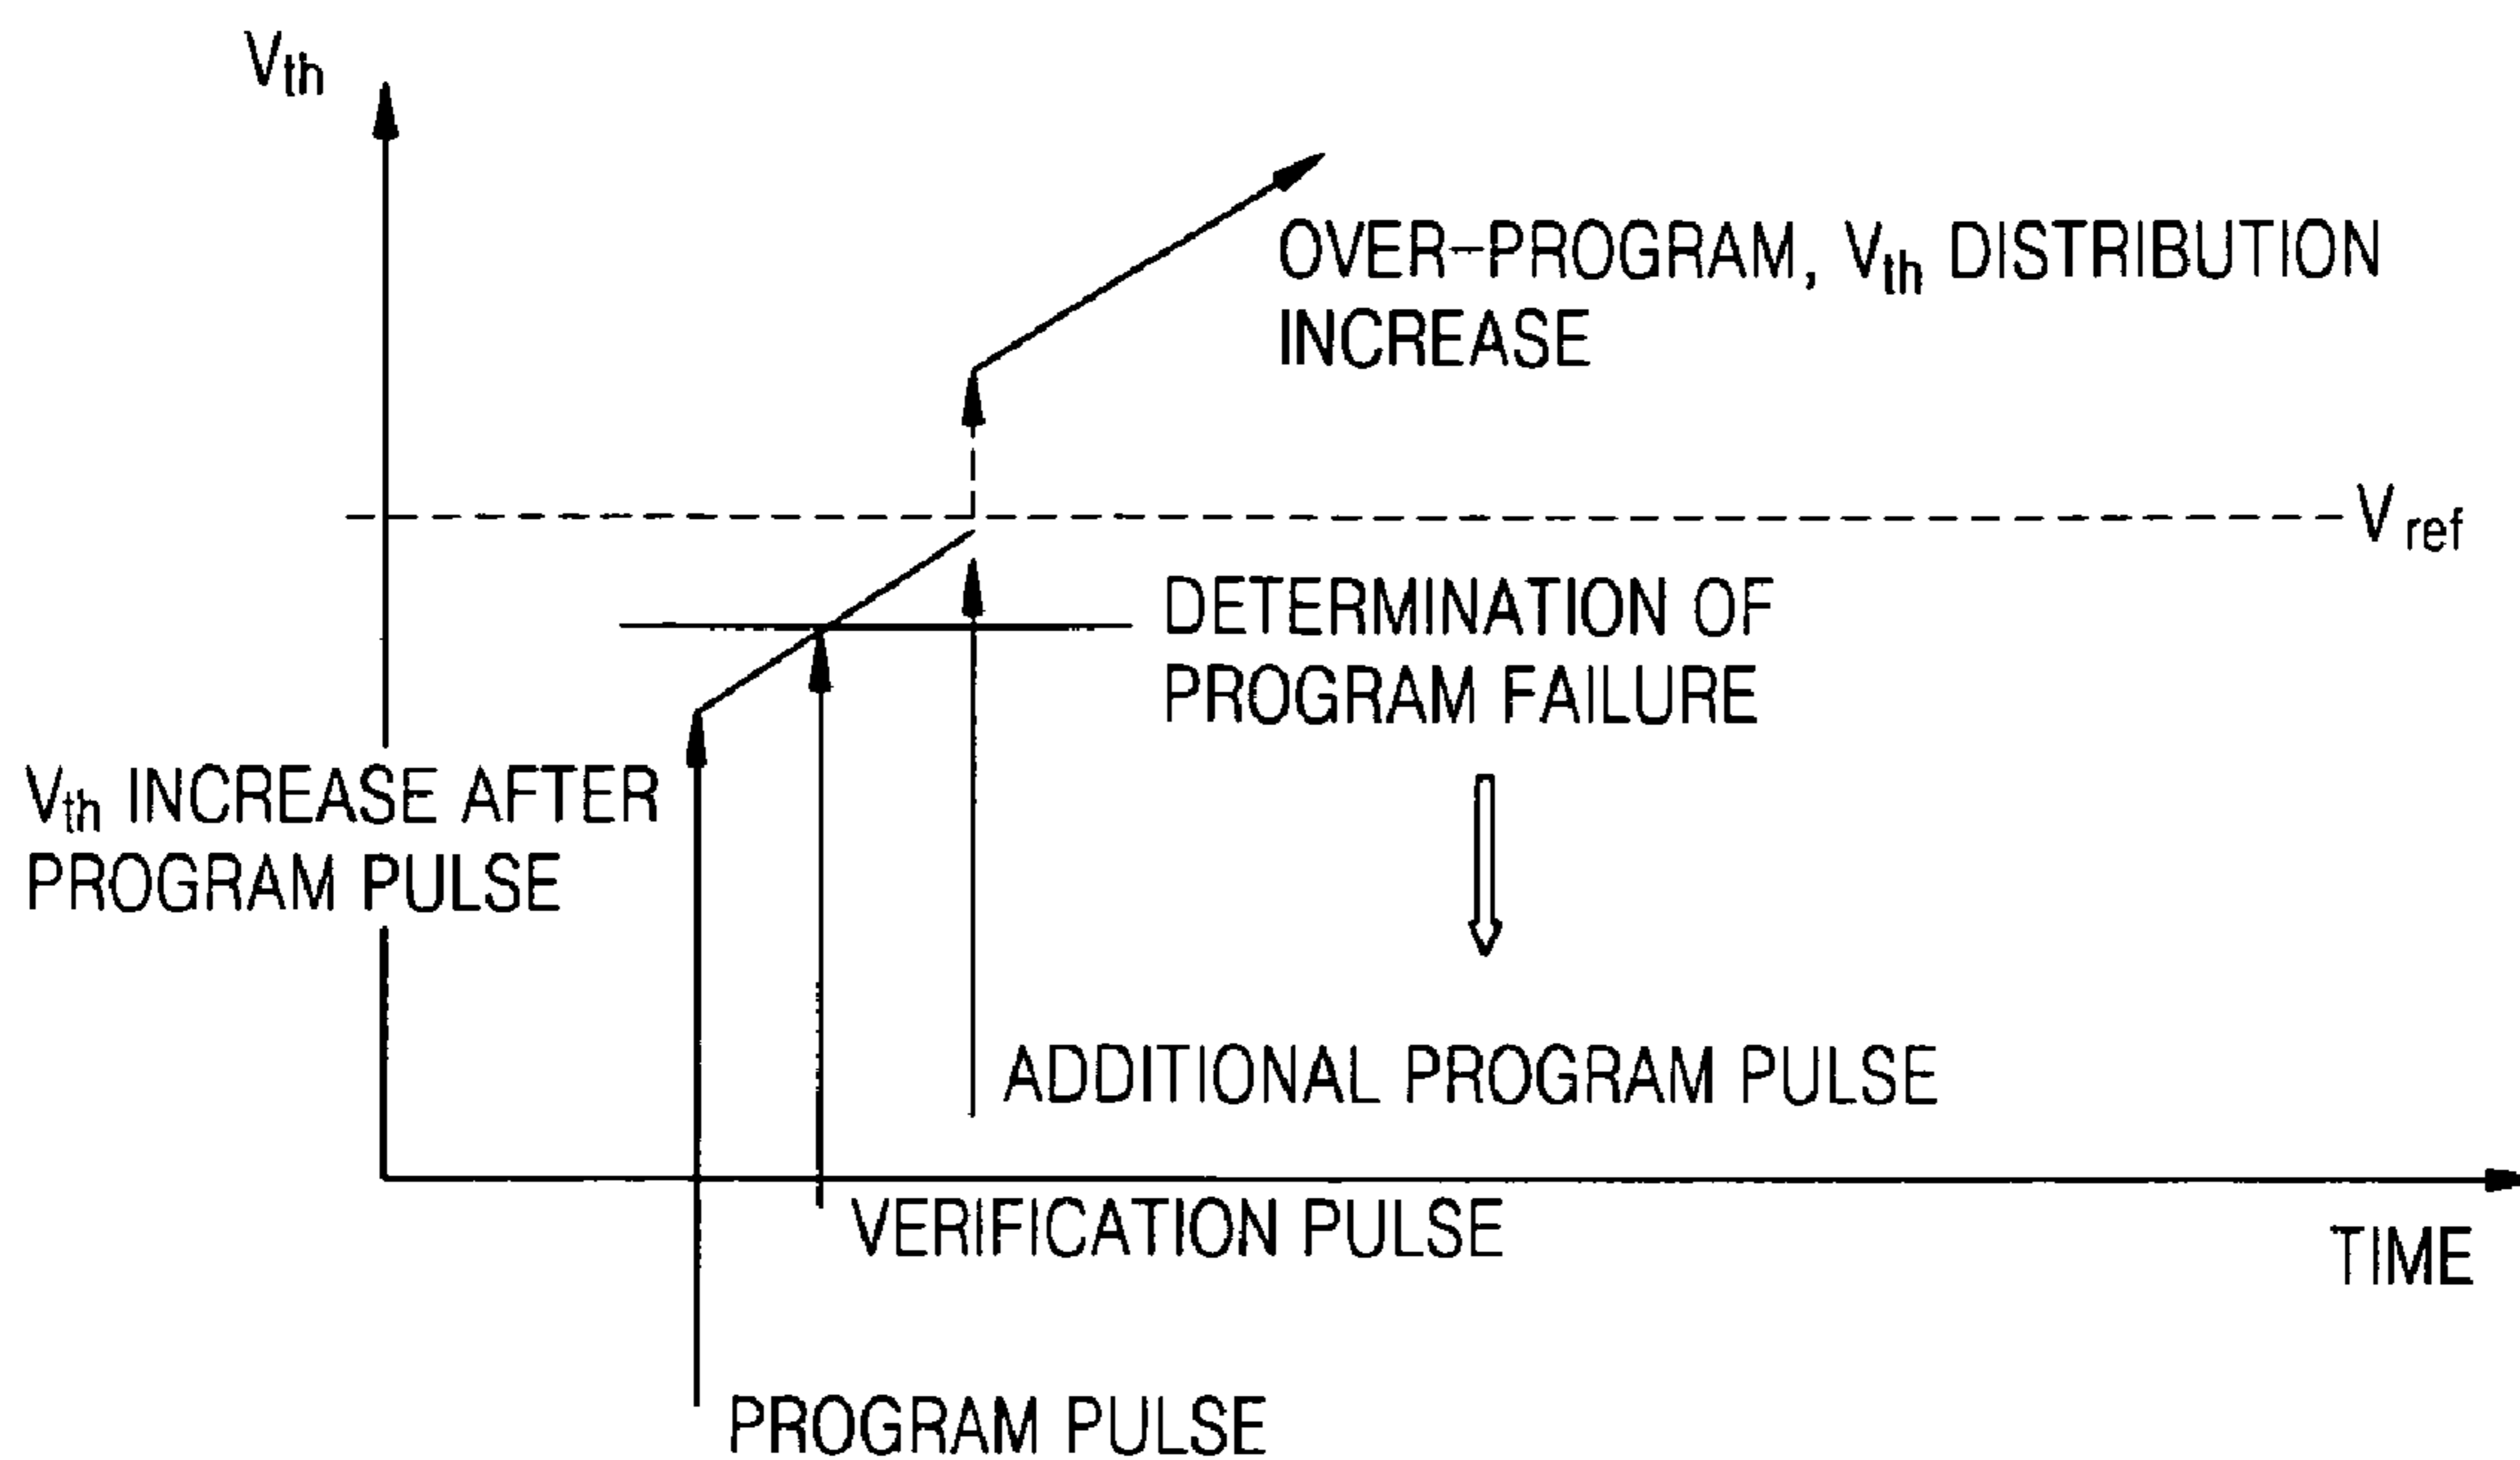 Vth
OVER-PROGRAM, Vth DISTRIBUTION
INCREASE
Vref
DETERMINATION OF
PROGRAM FAILURE
Vth INCREASE AFTER
PROGRAM PULSE
ADDITIONAL PROGRAM PULSE
VERIFICATION PULSE
TIME
PROGRAM PULSE